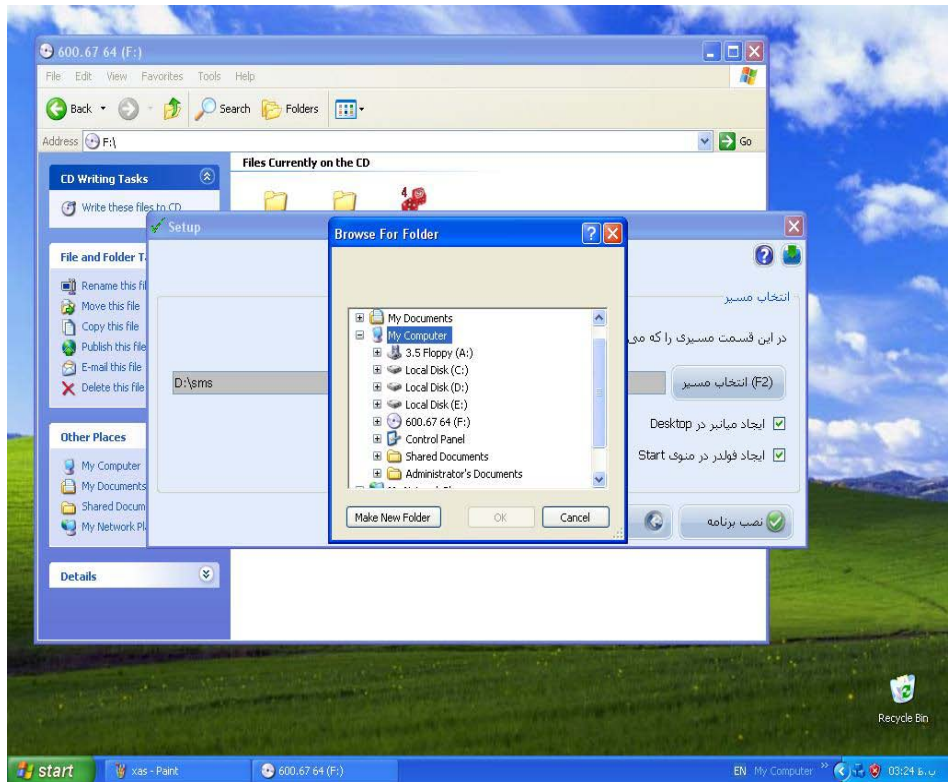 600.67 64 (F:)
File Edit View Favorites Tools Help
Back Search Folders
Address F:\ Go
Files Currently on the CD
CD Writing Tasks
Write these files to CD
File and Folder T
Rename this fil
Move this file
Copy this file
Publish this file
E-mail this file
Delete this file
Other Places
My Computer
My Documents
Shared Docum
My Network Pl
Details
Setup
انتخاب مسیر
در این قسمت مسیری را که می
D:\sms
(F2) انتخاب مسیر
ایجاد میانبر در Desktop
ایجاد فولدر در منوی Start
نصب برنامه
Browse For Folder
My Documents
My Computer
3.5 Floppy (A:)
Local Disk (C:)
Local Disk (D:)
Local Disk (E:)
600.67 64 (F:)
Control Panel
Shared Documents
Administrator's Documents
Make New Folder OK Cancel
Recycle Bin
start xas - Paint 600.67 64 (F:) EN My Computer 03:24 ب.ظ